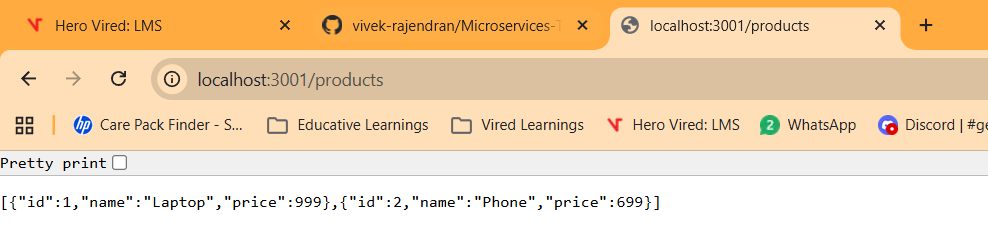 Hero Vired: LMS
vivek-rajendran/Microservices-T
localhost:3001/products
localhost:3001/products
Care Pack Finder - S...
Educative Learnings
Vired Learnings
Hero Vired: LMS
2 WhatsApp
Discord | #ge
Pretty print
[{"id":1,"name":"Laptop","price":999},{"id":2,"name":"Phone","price":699}]